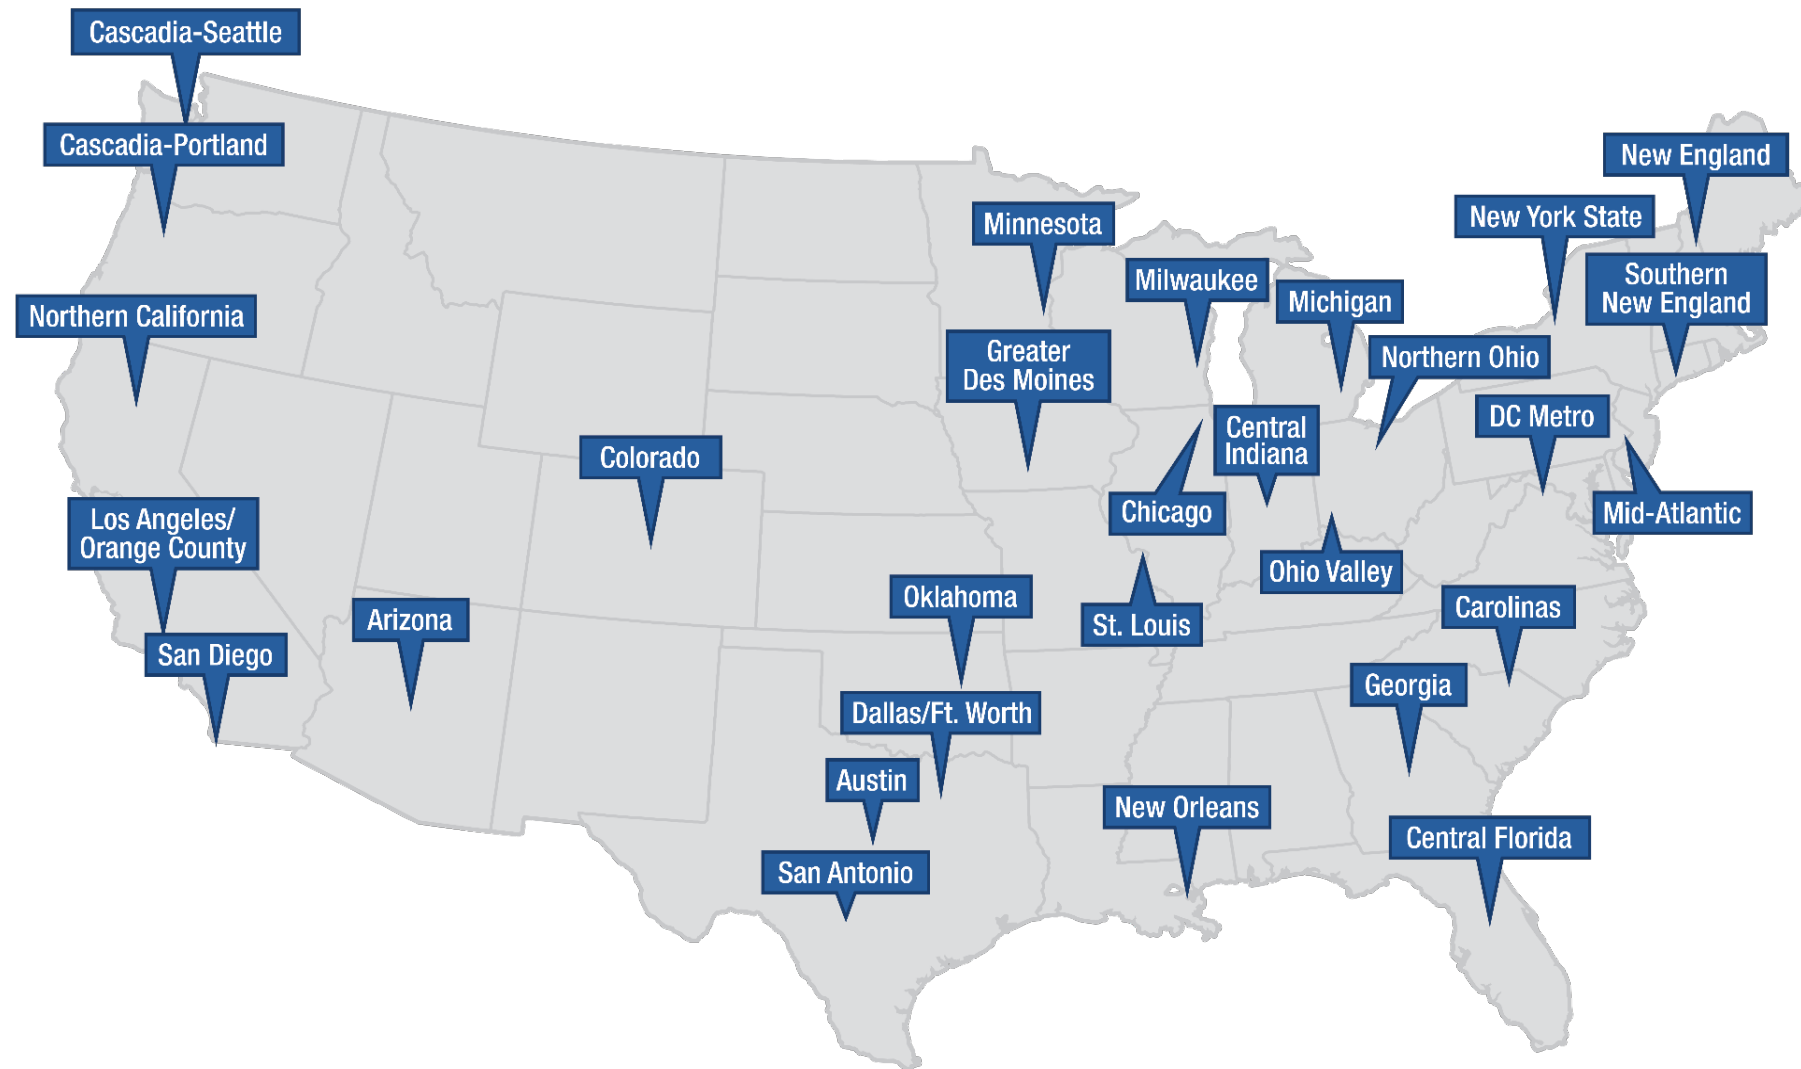 Cascadia-Seattle
Cascadia-Portland
New England
New York State
Minnesota
Southern
New England
Milwaukee
Michigan
Northern California
Greater
Des Moines
Northern Ohio
DC Metro
Central
Indiana
Colorado
Los Angeles/
Orange County
Chicago
Mid-Atlantic
Ohio Valley
Oklahoma
Carolinas
Arizona
St. Louis
San Diego
Georgia
Dallas/Ft. Worth
Austin
New Orleans
Central Florida
San Antonio